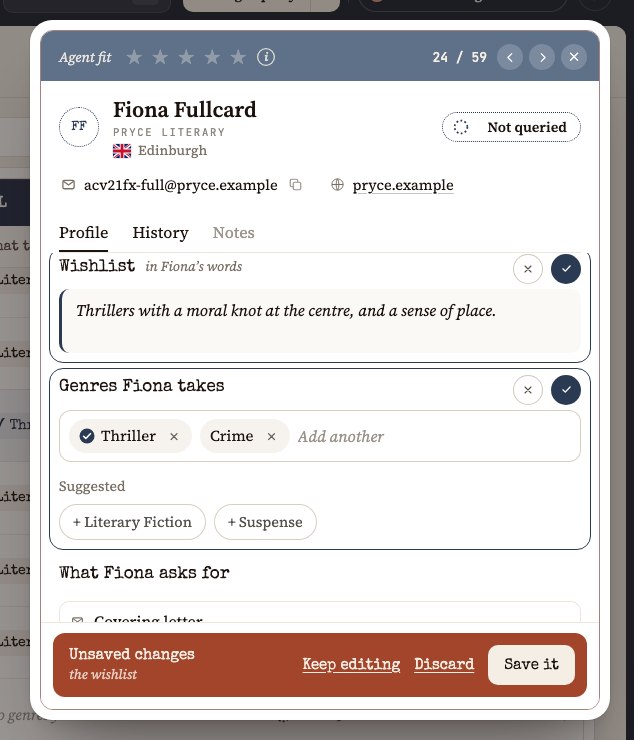 Agent fit
24 / 59
FF
Fiona Fullcard
PRYCE LITERARY
Edinburgh
Not queried
acv21fx-full@pryce.example
pryce.example
Profile History Notes
Wishlist in Fiona's words
Thrillers with a moral knot at the centre, and a sense of place.
Genres Fiona takes
Thriller
Crime
Add another
Suggested
+ Literary Fiction
+ Suspense
What Fiona asks for
Covering letter
Unsaved changes
the wishlist
Keep editing
Discard
Save it